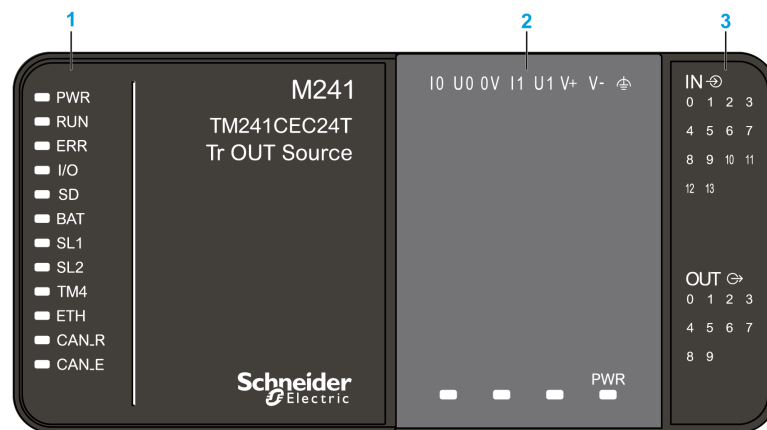 1 2 3
PWR
RUN
ERR
I/O
SD
BAT
SL1
SL2
TM4
ETH
CAN_R
CAN_E
M241
TM241CEC24T
Tr OUT Source
Schneider
Electric
I0 U0 0V I1 U1 V+ V-
PWR
IN
0 1 2 3
4 5 6 7
8 9 10 11
12 13
OUT
0 1 2 3
4 5 6 7
8 9